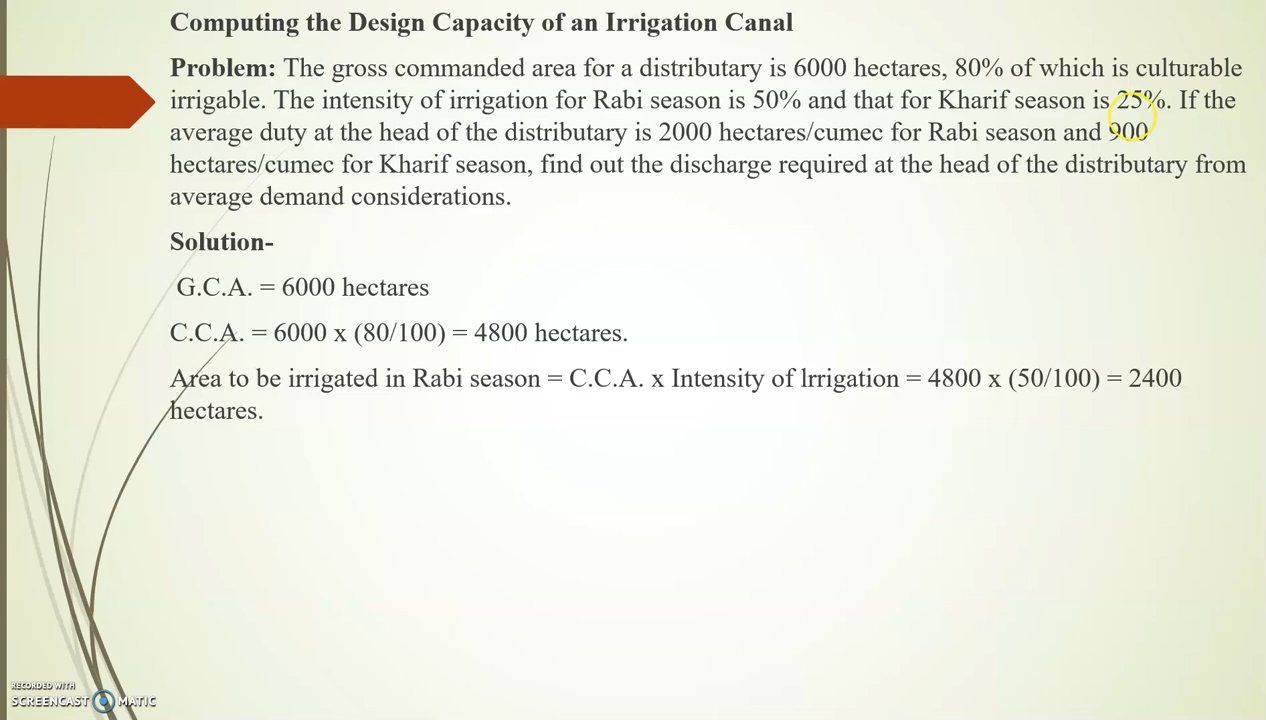 Computing the Design Capacity of an Irrigation Canal
Problem: The gross commanded area for a distributary is 6000 hectares, 80% of which is culturable
irrigable. The intensity of irrigation for Rabi season is 50% and that for Kharif season is 25%. If the
average duty at the head of the distributary is 2000 hectares/cumec for Rabi season and 900
hectares/cumec for Kharif season, find out the discharge required at the head of the distributary from
average demand considerations.
Solution-
G.C.A. = 6000 hectares
C.C.A. = 6000 x (80/100) = 4800 hectares.
Area to be irrigated in Rabi season = C.C.A. x Intensity of lrrigation = 4800 x (50/100) = 2400
hectares.
RECORDED WITH
SCREENCAST MATIC